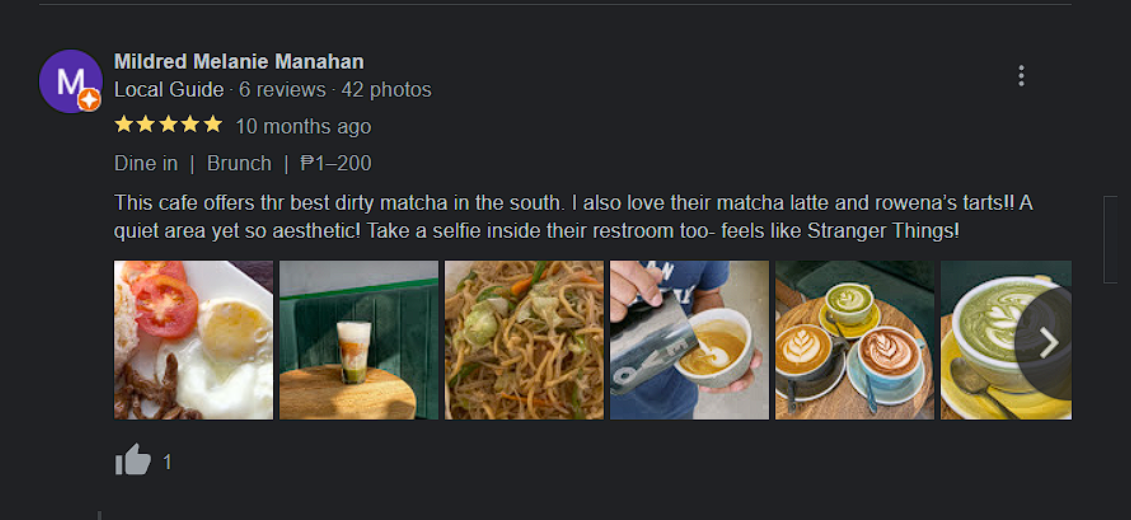 M
Mildred Melanie Manahan
Local Guide · 6 reviews · 42 photos
10 months ago
Dine in | Brunch | ₱1–200
This cafe offers thr best dirty matcha in the south. I also love their matcha latte and rowena’s tarts!! A
quiet area yet so aesthetic! Take a selfie inside their restroom too- feels like Stranger Things!
1